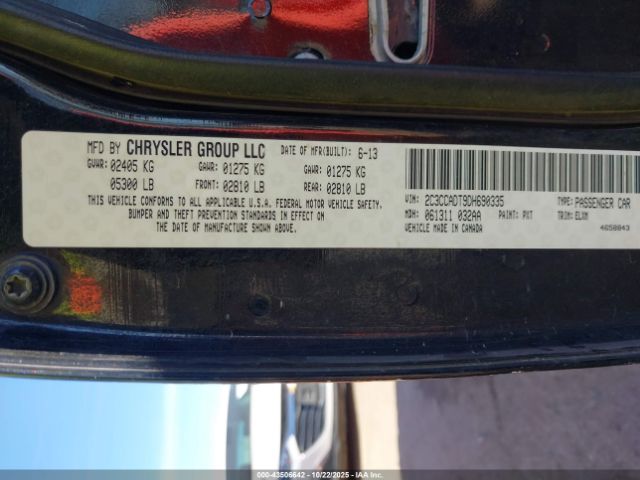 MFD BY CHRYSLER GROUP LLC DATE OF MFR(BUILT): 6-13
GVWR: 02405 KG GAWR: 01275 KG GAWR: 01275 KG
05300 LB FRONT: 02810 LB REAR: 02810 LB
THIS VEHICLE CONFORMS TO ALL APPLICABLE U.S.A. FEDERAL MOTOR VEHICLE SAFETY,
BUMPER AND THEFT PREVENTION STANDARDS IN EFFECT ON
THE DATE OF MANUFACTURE SHOWN ABOVE.
VIN: 2C3CCADT9DH690335 TYPE: PASSENGER CAR
MDH: 061311 032AA PAINT: PXT TRIM: ELXM
VEHICLE MADE IN CANADA 4658843
000-43506642 - 10/22/2025 - IAAI.COM